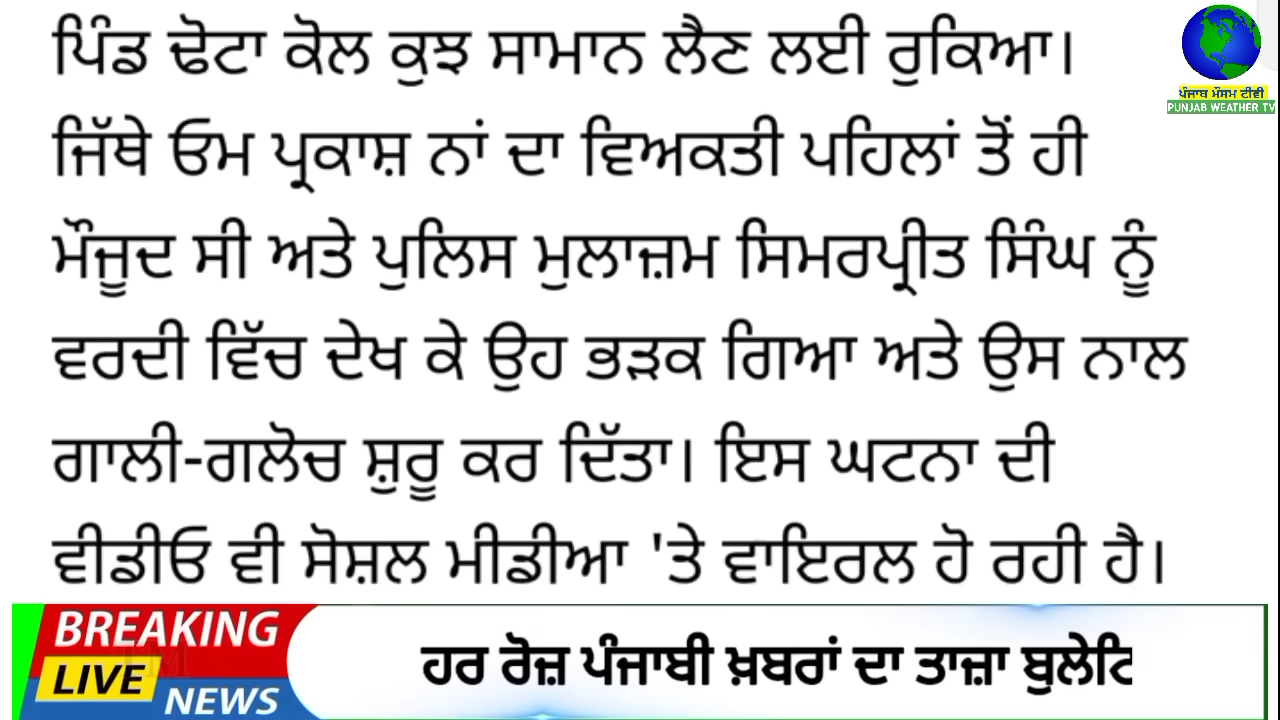 ਪਿੰਡ ਢੋਟਾ ਕੋਲ ਕੁਝ ਸਾਮਾਨ ਲੈਣ ਲਈ ਰੁਕਿਆ।
ਜਿੱਥੇ ਓਮ ਪ੍ਰਕਾਸ਼ ਨਾਂ ਦਾ ਵਿਅਕਤੀ ਪਹਿਲਾਂ ਤੋਂ ਹੀ
ਮੌਜੂਦ ਸੀ ਅਤੇ ਪੁਲਿਸ ਮੁਲਾਜ਼ਮ ਸਿਮਰਪ੍ਰੀਤ ਸਿੰਘ ਨੂੰ
ਵਰਦੀ ਵਿੱਚ ਦੇਖ ਕੇ ਉਹ ਭੜਕ ਗਿਆ ਅਤੇ ਉਸ ਨਾਲ
ਗਾਲੀ-ਗਲੋਚ ਸ਼ੁਰੂ ਕਰ ਦਿੱਤਾ। ਇਸ ਘਟਨਾ ਦੀ
ਵੀਡੀਓ ਵੀ ਸੋਸ਼ਲ ਮੀਡੀਆ 'ਤੇ ਵਾਇਰਲ ਹੋ ਰਹੀ ਹੈ।
ਪੰਜਾਬ ਮੌਸਮ ਟੀਵੀ
PUNJAB WEATHER TV
BREAKING
LIVE
NEWS
ਹਰ ਰੋਜ਼ ਪੰਜਾਬੀ ਖ਼ਬਰਾਂ ਦਾ ਤਾਜ਼ਾ